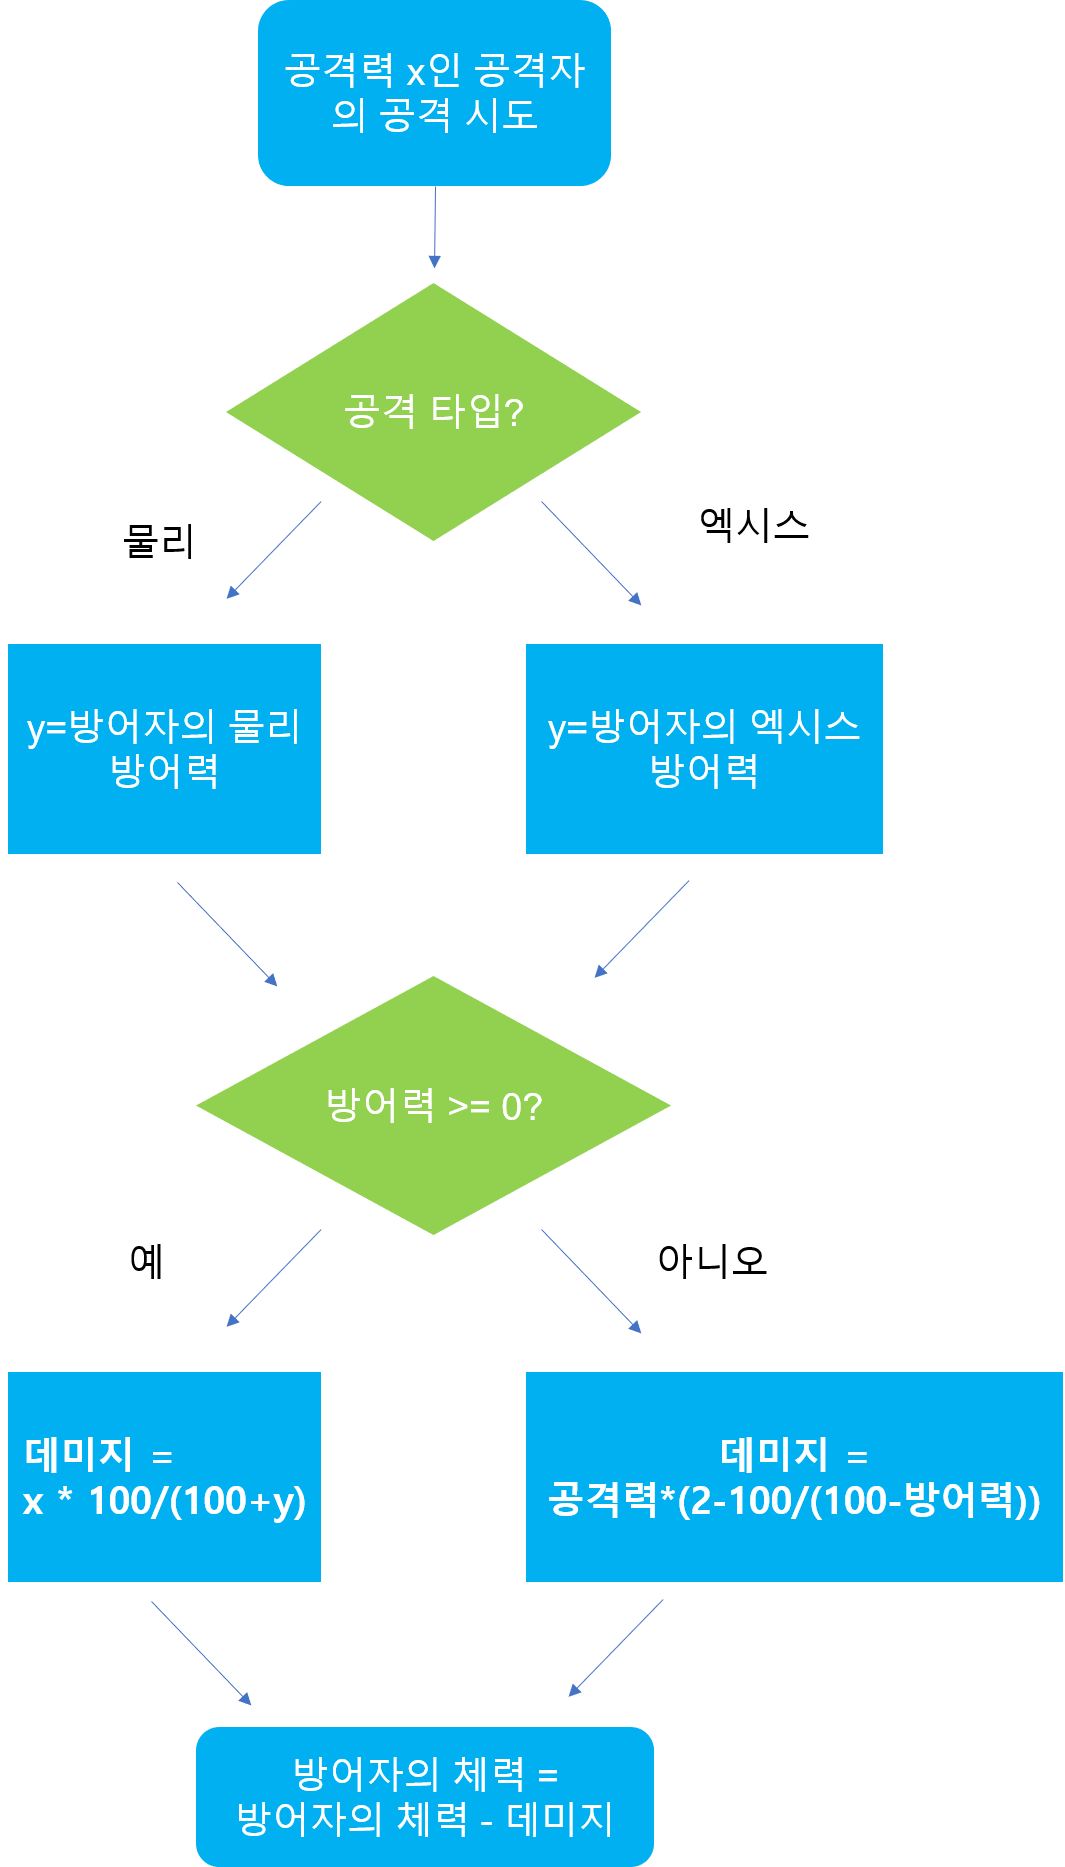 공격력 x인 공격자
의 공격 시도
공격 타입?
물리
엑시스
y=방어자의 물리
방어력
y=방어자의 엑시스
방어력
방어력 >= 0?
예
아니오
데미지 =
x * 100/(100+y)
데미지 =
공격력*(2-100/(100-방어력))
방어자의 체력 =
방어자의 체력 - 데미지